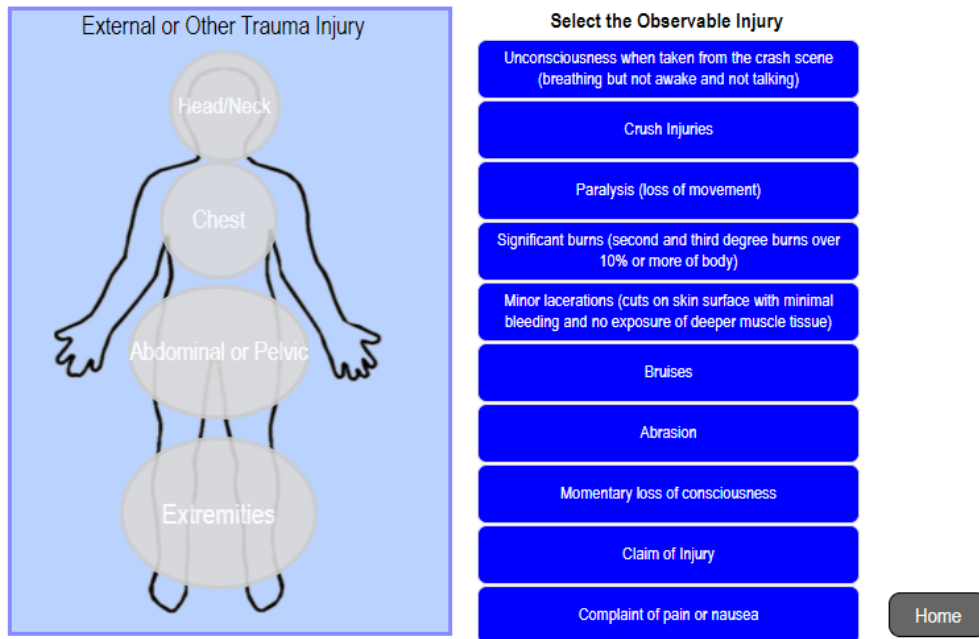 External or Other Trauma Injury
Head/Neck
Chest
Abdominal or Pelvic
Extremities
Select the Observable Injury
Unconsciousness when taken from the crash scene
(breathing but not awake and not talking)
Crush Injuries
Paralysis (loss of movement)
Significant burns (second and third degree burns over
10% or more of body)
Minor lacerations (cuts on skin surface with minimal
bleeding and no exposure of deeper muscle tissue)
Bruises
Abrasion
Momentary loss of consciousness
Claim of Injury
Complaint of pain or nausea
Home